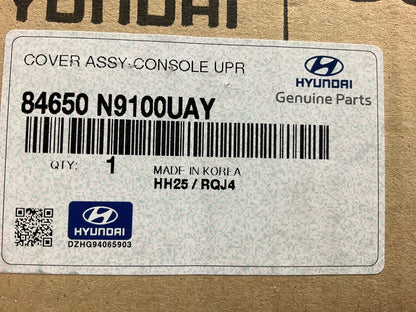 HYUNDAI
COVER ASSY-CONSOLE UPR
HYUNDAI
Genuine Parts
84650 N9100UAY
QTY: 1
MADE IN KOREA
HH25 / RQJ4
HYUNDAI
DZHG94065903